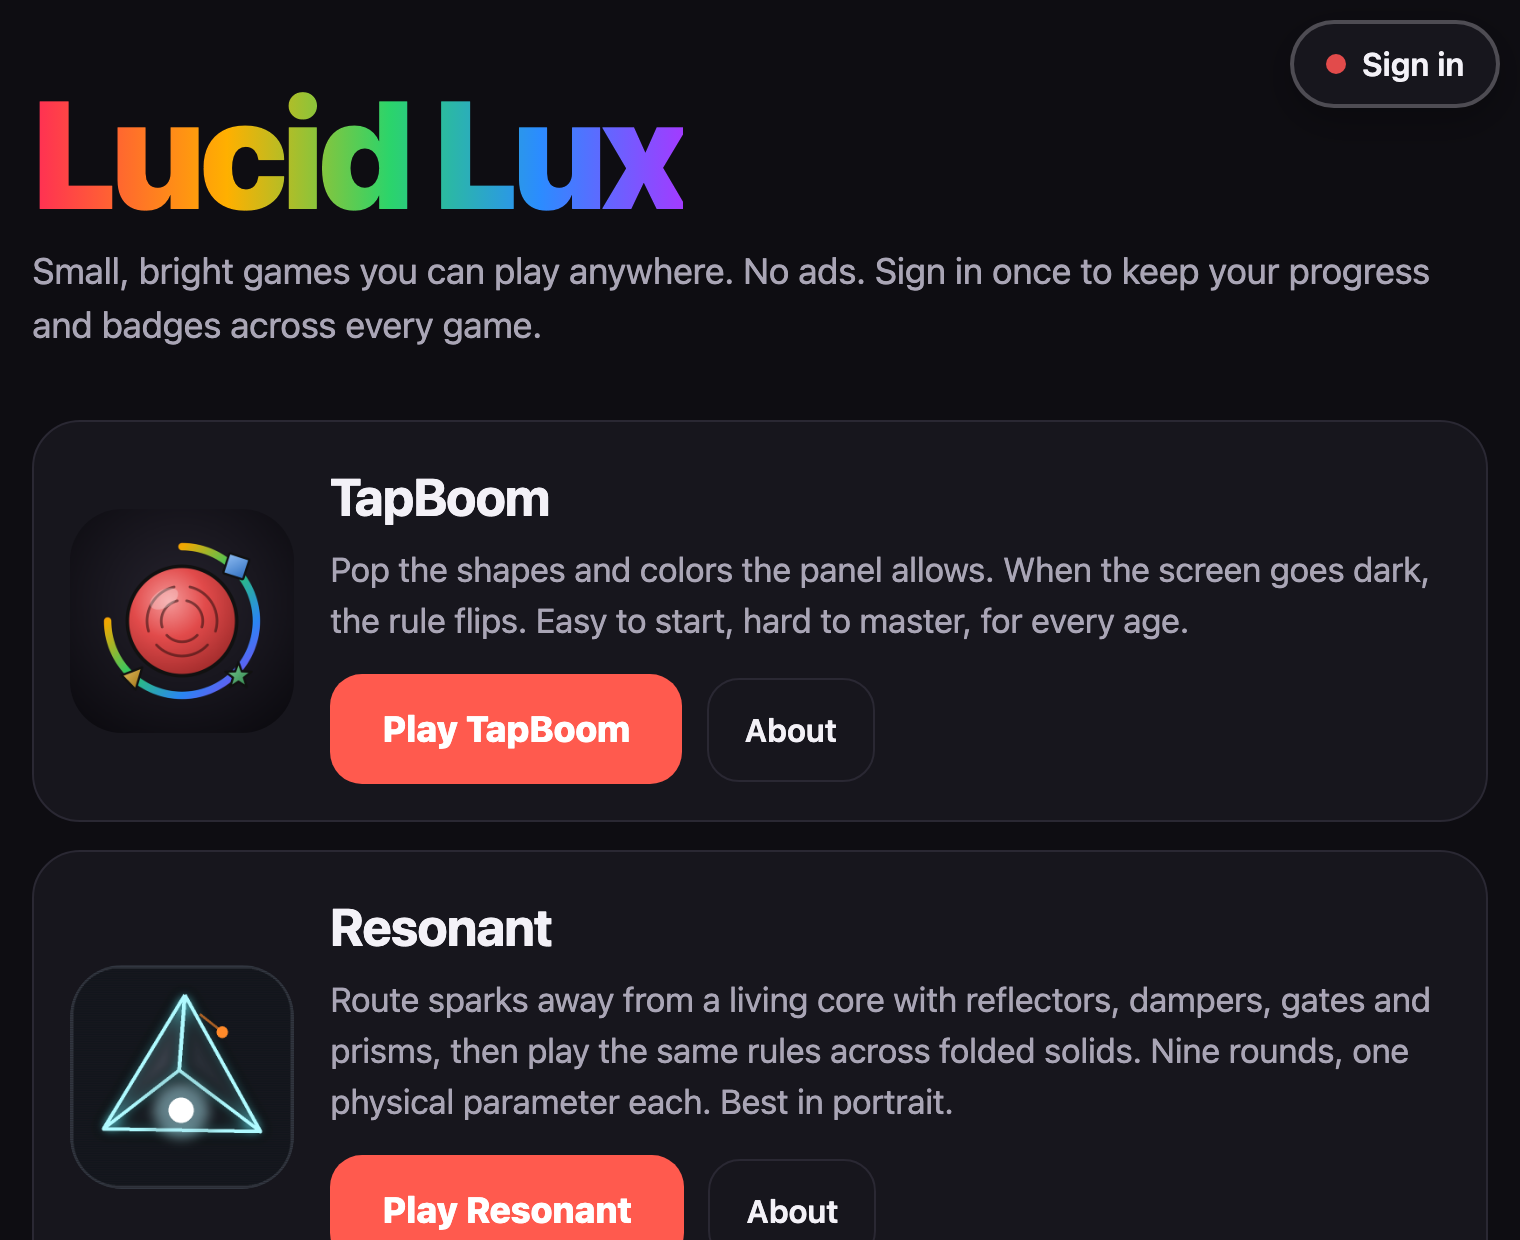 Sign in
Lucid Lux
Small, bright games you can play anywhere. No ads. Sign in once to keep your progress
and badges across every game.
TapBoom
Pop the shapes and colors the panel allows. When the screen goes dark,
the rule flips. Easy to start, hard to master, for every age.
Play TapBoom
About
Resonant
Route sparks away from a living core with reflectors, dampers, gates and
prisms, then play the same rules across folded solids. Nine rounds, one
physical parameter each. Best in portrait.
Play Resonant
About